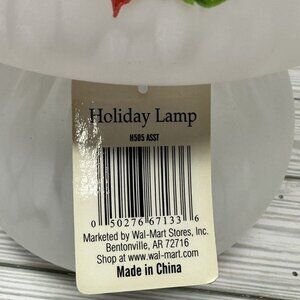 Holiday Lamp
H505 ASST
0 50276 67133 6
Marketed by Wal-Mart Stores, Inc.
Bentonville, AR 72716
Shop at www.wal-mart.com
Made in China